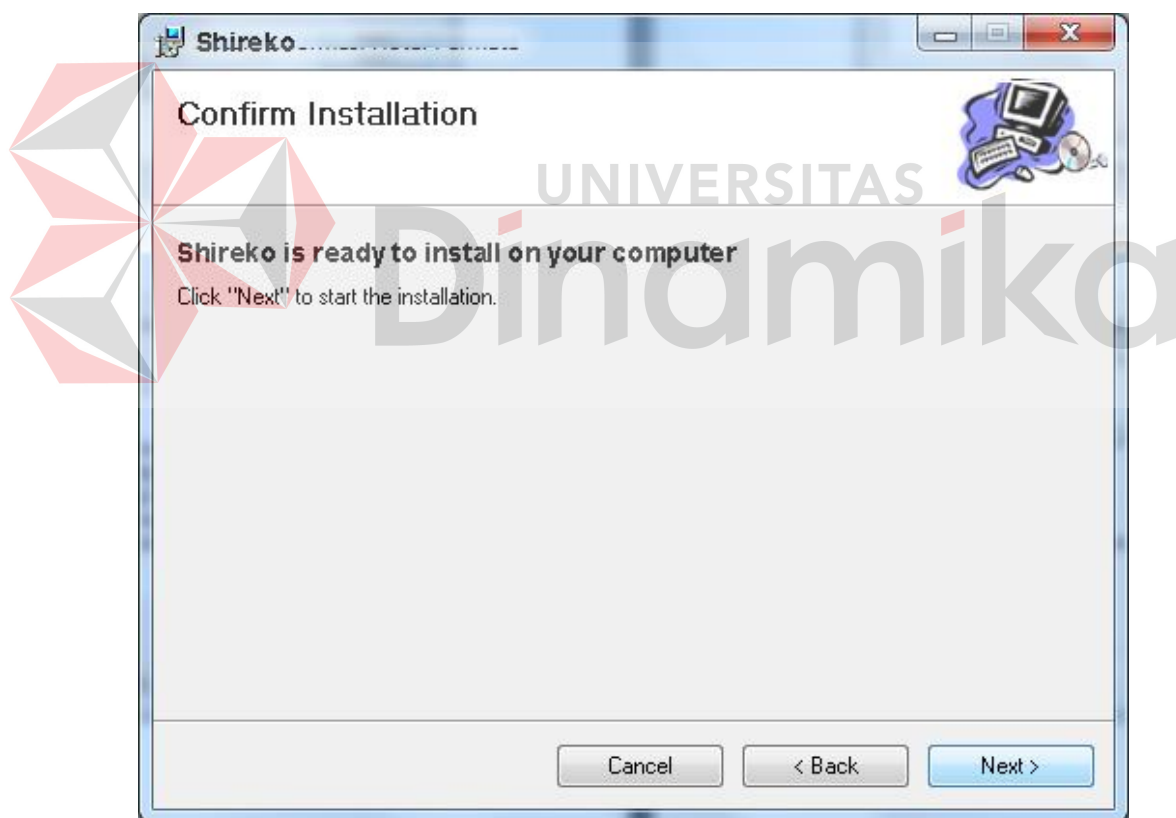 Shireko
Confirm Installation
UNIVERSITAS
Dinamika
Shireko is ready to install on your computer
Click "Next" to start the installation.
Cancel
< Back
Next >